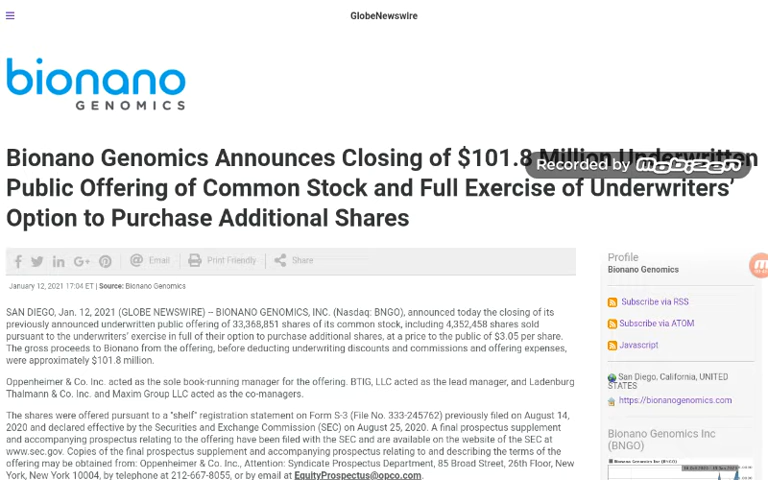 GlobeNewswire
bionano
GENOMICS
Bionano Genomics Announces Closing of $101.8 Million Underwritten
Recorded by MOBIZEN
Public Offering of Common Stock and Full Exercise of Underwriters'
Option to Purchase Additional Shares
Email
Print Friendly
Share
January 12, 2021 17:04 ET | Source: Bionano Genomics
SAN DIEGO, Jan. 12, 2021 (GLOBE NEWSWIRE) -- BIONANO GENOMICS, INC. (Nasdaq: BNGO), announced today the closing of its
previously announced underwritten public offering of 33,368,851 shares of its common stock, including 4,352,458 shares sold
pursuant to the underwriters' exercise in full of their option to purchase additional shares, at a price to the public of $3.05 per share.
The gross proceeds to Bionano from the offering, before deducting underwriting discounts and commissions and offering expenses,
were approximately $101.8 million.
Oppenheimer & Co. Inc. acted as the sole book-running manager for the offering. BTIG, LLC acted as the lead manager, and Ladenburg
Thalmann & Co. Inc. and Maxim Group LLC acted as the co-managers.
The shares were offered pursuant to a "shelf" registration statement on Form S-3 (File No. 333-245762) previously filed on August 14,
2020 and declared effective by the Securities and Exchange Commission (SEC) on August 25, 2020. A final prospectus supplement
and accompanying prospectus relating to the offering have been filed with the SEC and are available on the website of the SEC at
www.sec.gov. Copies of the final prospectus supplement and accompanying prospectus relating to and describing the terms of the
offering may be obtained from: Oppenheimer & Co. Inc., Attention: Syndicate Prospectus Department, 85 Broad Street, 26th Floor, New
York, New York 10004, by telephone at 212-667-8055, or by email at EquityProspectus@opco.com.
Profile
Bionano Genomics
Subscribe via RSS
Subscribe via ATOM
Javascript
San Diego, California, UNITED
STATES
https://bionanogenomics.com
Bionano Genomics Inc
(BNGO)